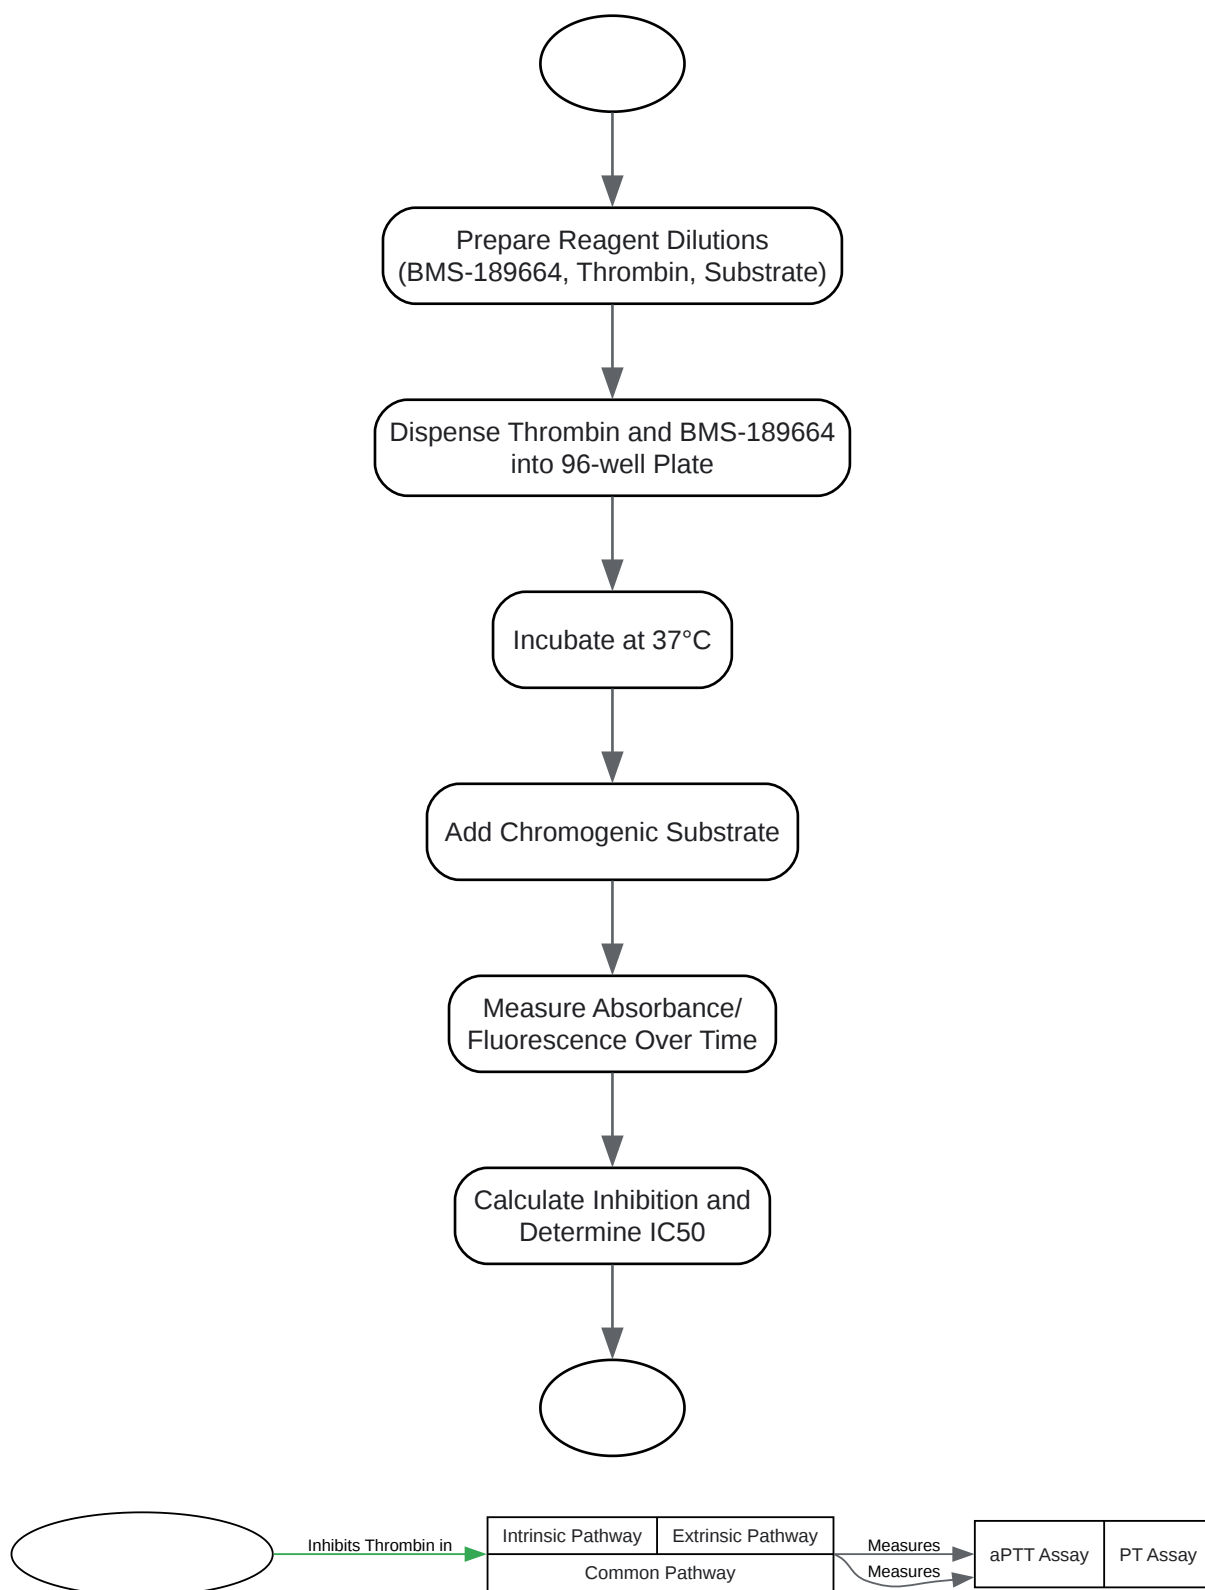 Prepare Reagent Dilutions
(BMS-189664, Thrombin, Substrate)
Dispense Thrombin and BMS-189664
into 96-well Plate
Incubate at 37°C
Add Chromogenic Substrate
Measure Absorbance/
Fluorescence Over Time
Calculate Inhibition and
Determine IC50
Inhibits Thrombin in
Intrinsic Pathway
Extrinsic Pathway
Common Pathway
Measures
Measures
aPTT Assay
PT Assay